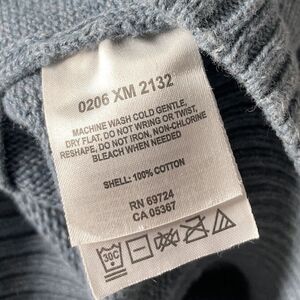 0206 XM 2132
MACHINE WASH COLD GENTLE,
DRY FLAT, DO NOT WRING OR TWIST,
RESHAPE, DO NOT IRON, NON-CHLORINE
BLEACH WHEN NEEDED
SHELL: 100% COTTON
RN 69724
CA 05367
30C